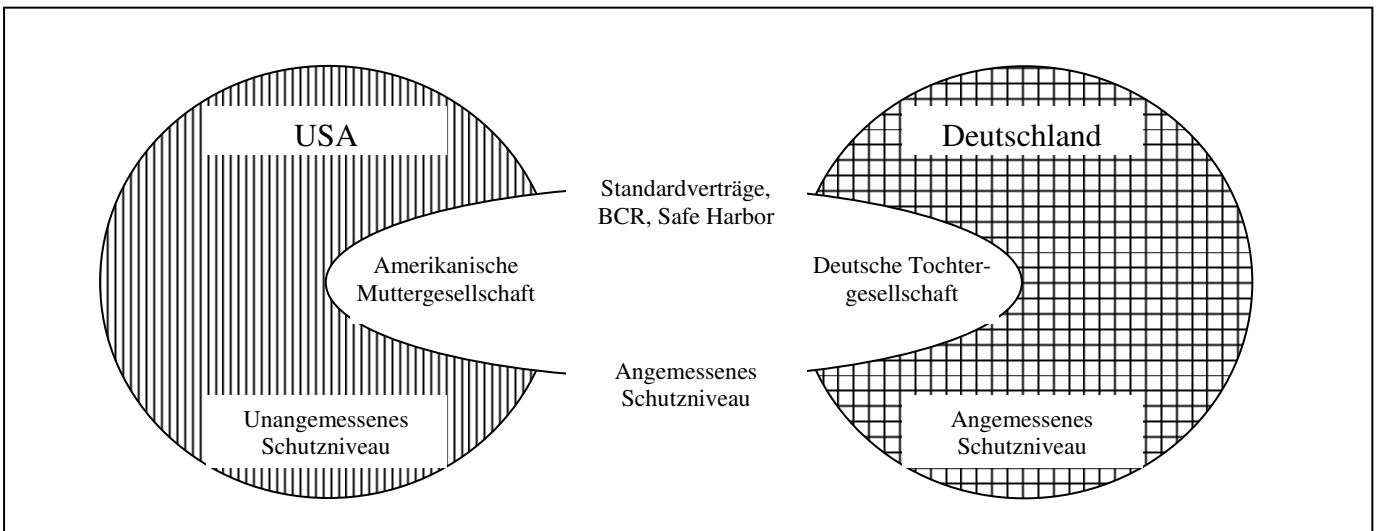 USA
Deutschland
Standardverträge,
BCR, Safe Harbor
Amerikanische
Muttergesellschaft
Deutsche Tochter-
gesellschaft
Angemessenes
Schutzniveau
Unangemessenes
Schutzniveau
Angemessenes
Schutzniveau